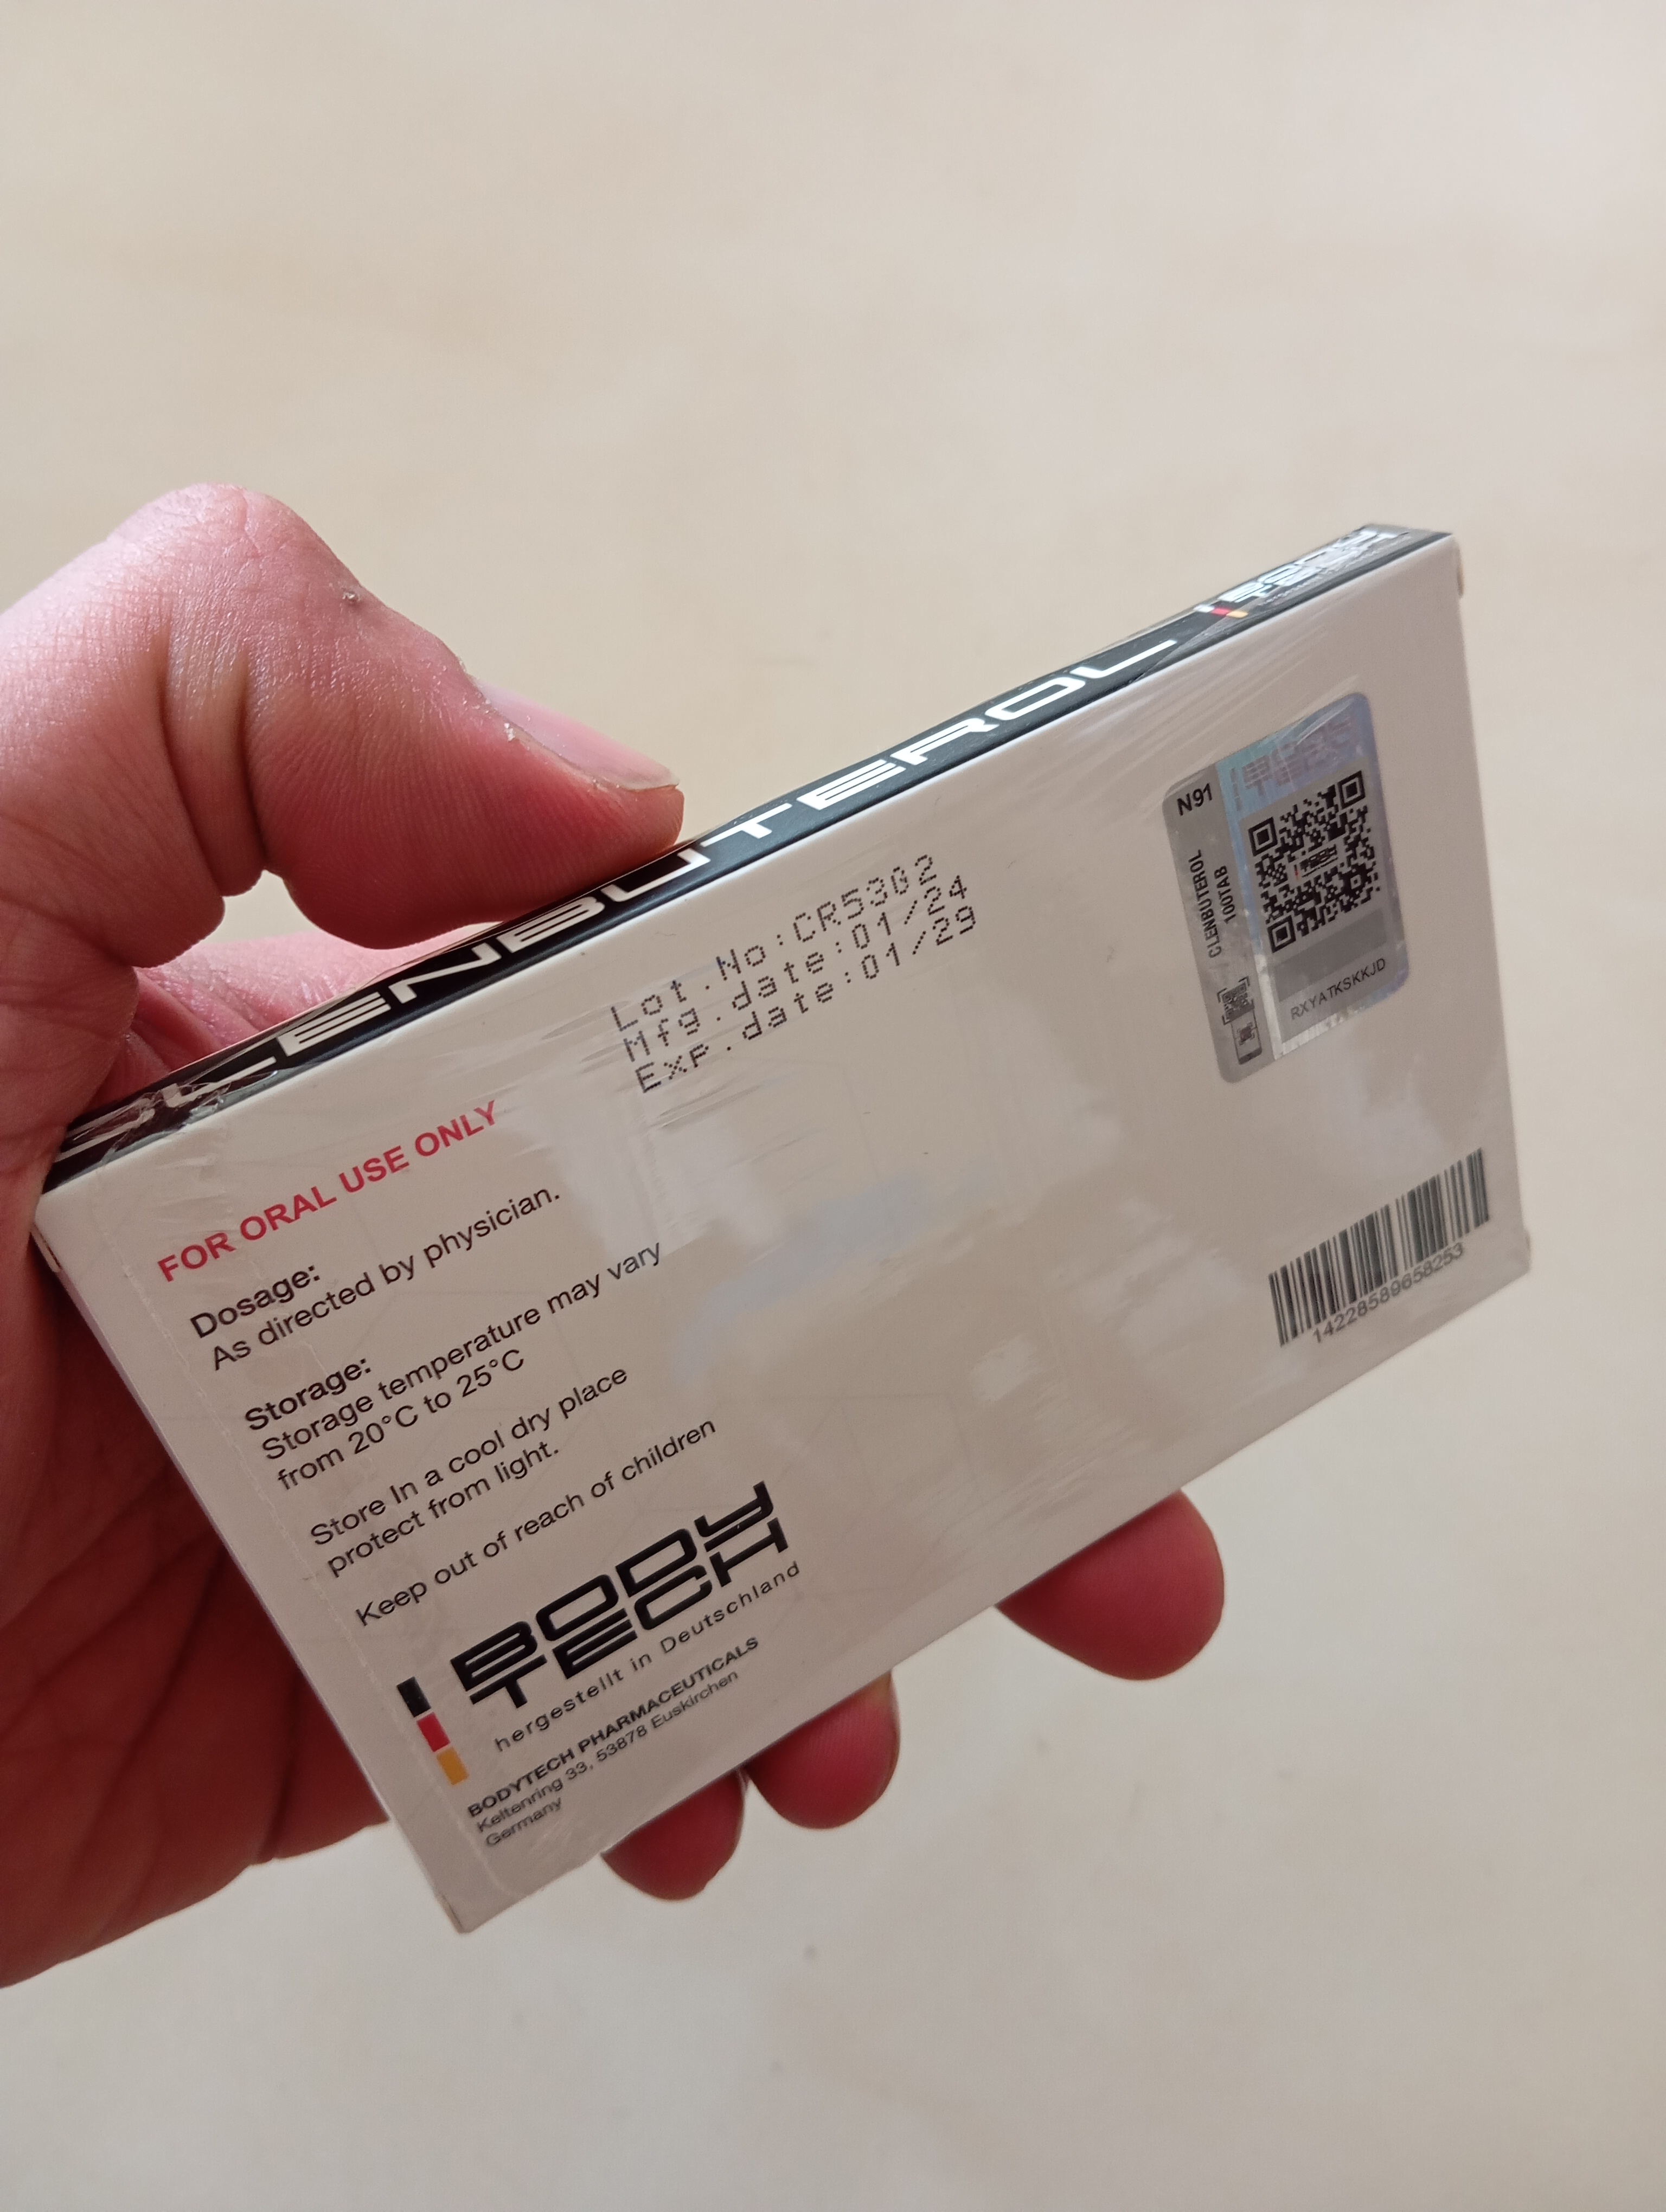 CLENBUTEROL
BODY
TECH
Lot.No:CR5302
Mfg.date:01/24
Exp.date:01/29
N91
CLENBUTEROL
100TAB
RXYATKSKKJD
FOR ORAL USE ONLY
Dosage:
As directed by physician.
Storage:
Storage temperature may vary
from 20°C to 25°C
Store In a cool dry place
protect from light.
Keep out of reach of children
BODY
TECH
hergestellt in Deutschland
BODYTECH PHARMACEUTICALS
Keltenring 33, 53878 Euskirchen
Germany
14228589658253